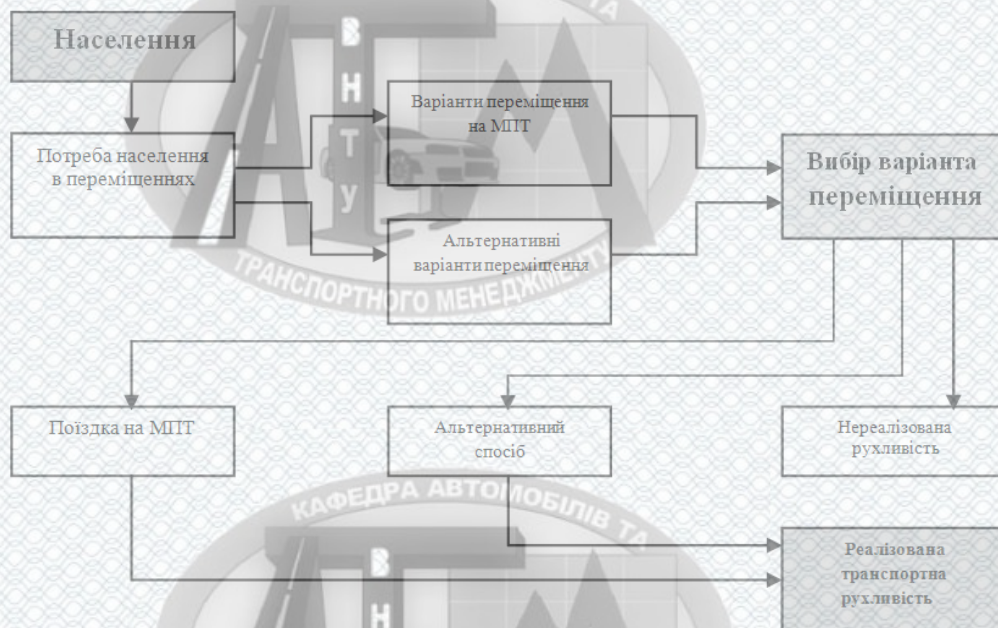 ТА
Населення
В
Н
Т
У
Варіанти переміщення
на МПТ
Потреба населення
в переміщеннях
Вибір варіанта
переміщення
Альтернативні
варіанти переміщення
ТРАНСПОРТНОГО МЕНЕДЖМЕНТУ
Поїздка на МПТ
Альтернативний
спосіб
Нереалізована
рухливість
КАФЕДРА АВТОМОБІЛІВ ТА
В
Н
Реалізована
транспортна
рухливість